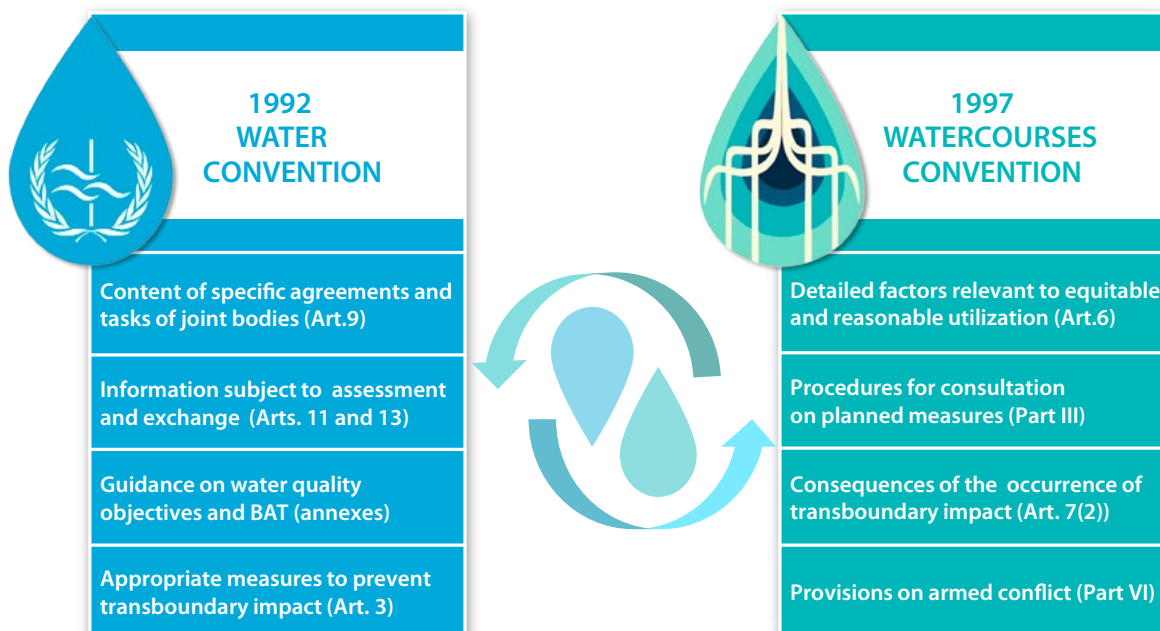 1992
WATER
CONVENTION
Content of specific agreements and
tasks of joint bodies (Art.9)
Information subject to assessment
and exchange (Arts. 11 and 13)
Guidance on water quality
objectives and BAT (annexes)
Appropriate measures to prevent
transboundary impact (Art. 3)
1997
WATERCOURSES
CONVENTION
Detailed factors relevant to equitable
and reasonable utilization (Art.6)
Procedures for consultation
on planned measures (Part III)
Consequences of the occurrence of
transboundary impact (Art. 7(2))
Provisions on armed conflict (Part VI)